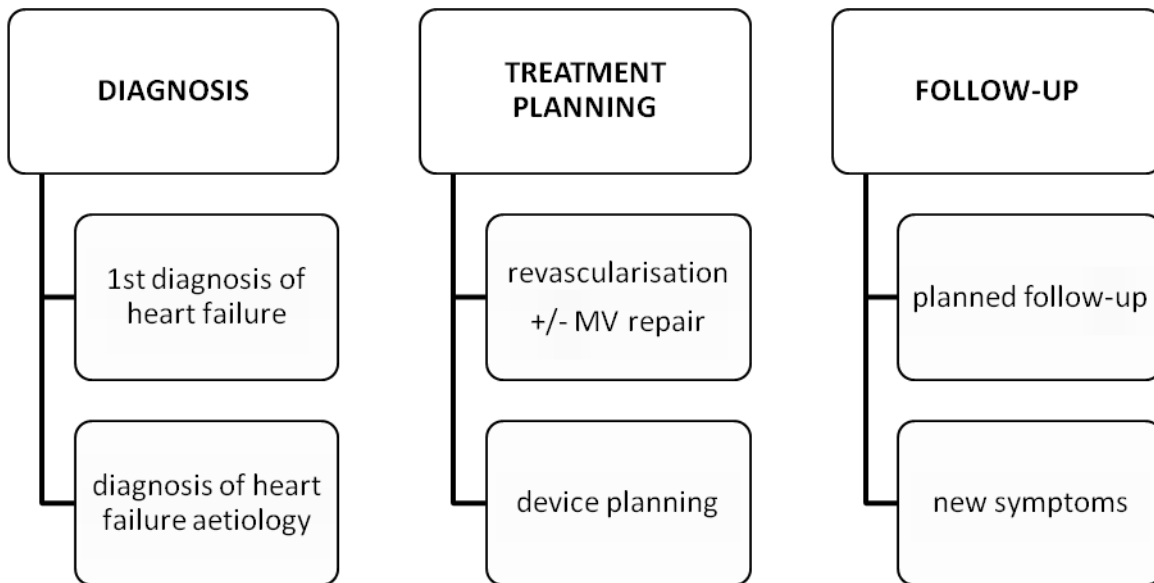 DIAGNOSIS
1st diagnosis of
heart failure
diagnosis of heart
failure aetiology
TREATMENT
PLANNING
revascularisation
+/- MV repair
device planning
FOLLOW-UP
planned follow-up
new symptoms